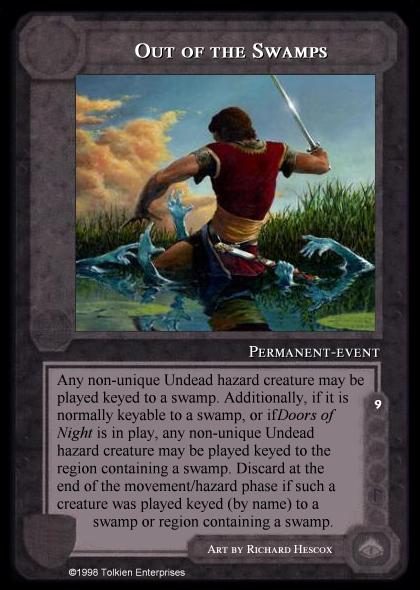 Out of the Swamps
Permanent-event
Any non-unique Undead hazard creature may be
played keyed to a swamp. Additionally, if it is
normally keyable to a swamp, or ifDoors of
Night is in play, any non-unique Undead
hazard creature may be played keyed to the
region containing a swamp. Discard at the
end of the movement/hazard phase if such a
creature was played keyed (by name) to a
swamp or region containing a swamp.
9
Art by Richard Hescox
©1998 Tolkien Enterprises